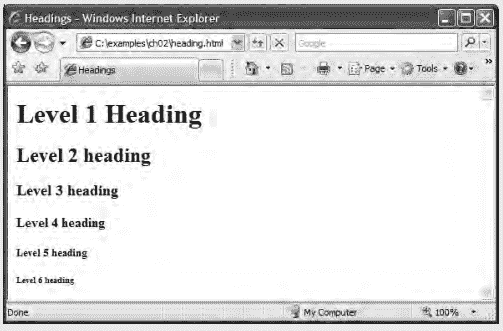 Headings - Windows Internet Explorer
C:\examples\ch02\heading.html
Google
Headings
Page
Tools
Level 1 Heading
Level 2 heading
Level 3 heading
Level 4 heading
Level 5 heading
Level 6 heading
Done
My Computer
100%